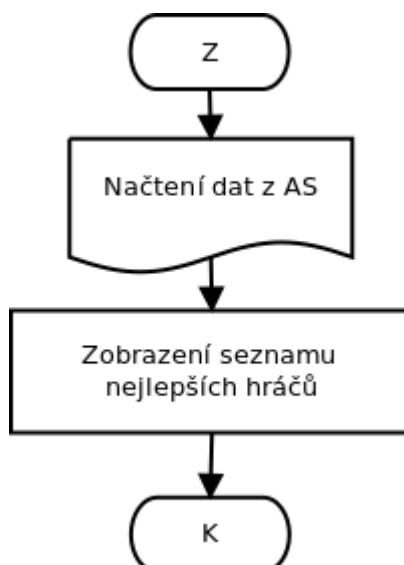 Z
Načtení dat z AS
Zobrazení seznamu
nejlepších hráčů
K